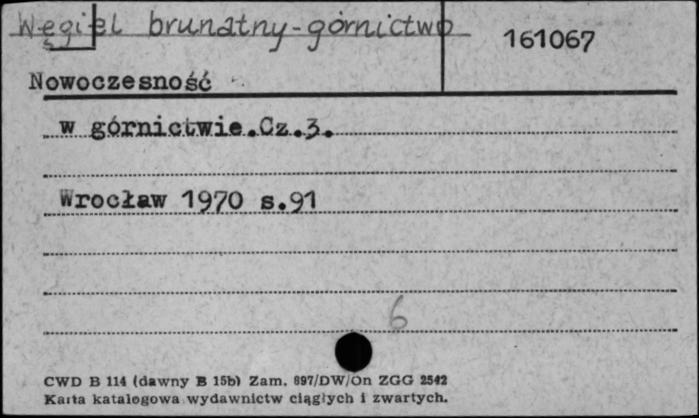 Węgiel brunatny-górnictwo
161067
Nowoczesność
w górnictwie.Cz.3.
Wrocław 1970 s.91
6
CWD B 114 (dawny B 15b) Zam. 897/DW/On ZGG 2542
Karta katalogowa wydawnictw ciągłych i zwartych.